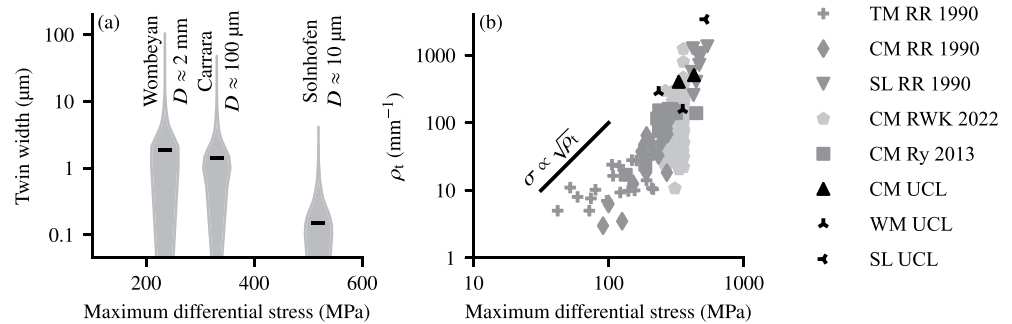 (a)
Wombeyan
D ≈ 2 mm
Carrara
D ≈ 100 μm
Solnhofen
D ≈ 10 μm
Twin width (μm)
100
10
1
0.1
200
400
600
Maximum differential stress (MPa)
(b)
ρt (mm⁻¹)
1000
100
10
1
σ ∝ √ρt
10
100
1000
Maximum differential stress (MPa)
TM RR 1990
CM RR 1990
SL RR 1990
CM RWK 2022
CM Ry 2013
CM UCL
WM UCL
SL UCL